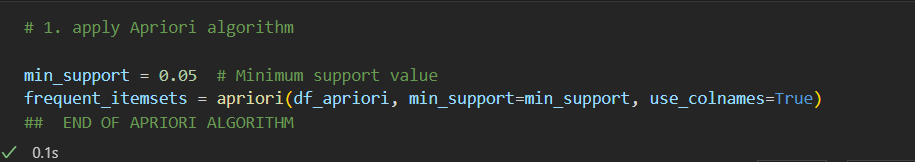 # 1. apply Apriori algorithm
min_support = 0.05  # Minimum support value
frequent_itemsets = apriori(df_apriori, min_support=min_support, use_colnames=True)
##  END OF APRIORI ALGORITHM
✓ 0.1s